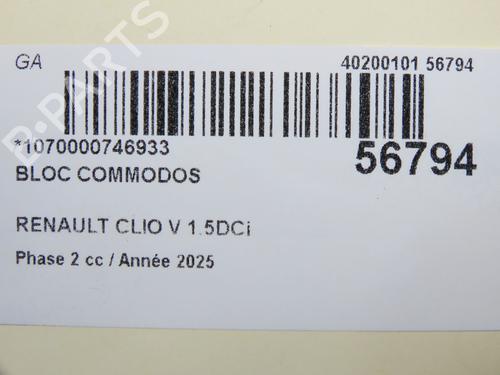 GA
40200101 56794
*1070000746933
56794
BLOC COMMODOS
RENAULT CLIO V 1.5DCi
Phase 2 cc / Année 2025
B-PARTS